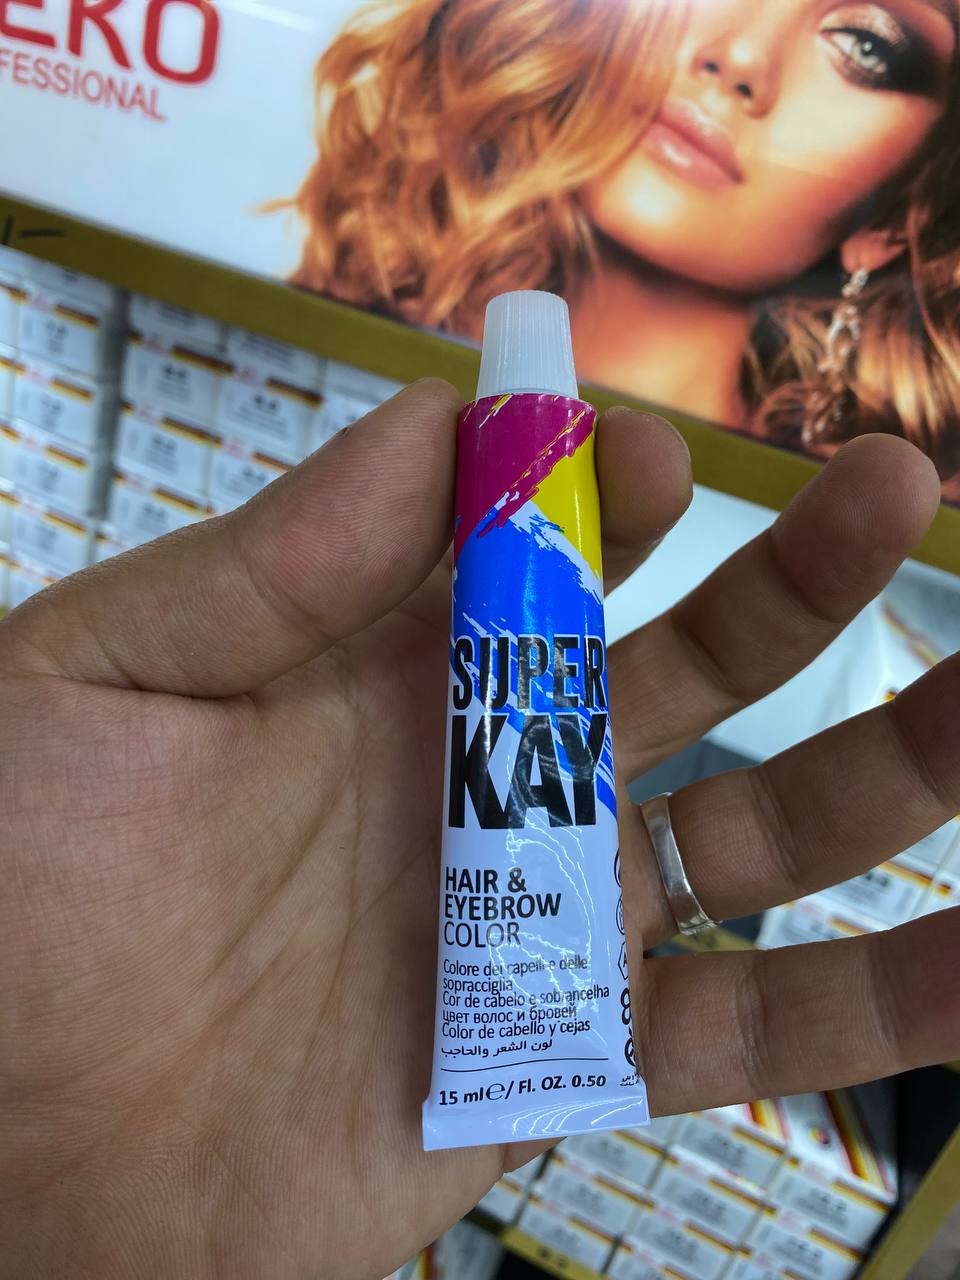 EKO
FESSIONAL
SUPER
KAY
HAIR &
EYEBROW
COLOR
Colore dei capelli e delle
sopracciglia
Cor de cabelo e sobrancelha
цвет волос и бровей
Color de cabello y cejas
لون الشعر والحاجب
15 ml℮/ Fl. OZ. 0.50